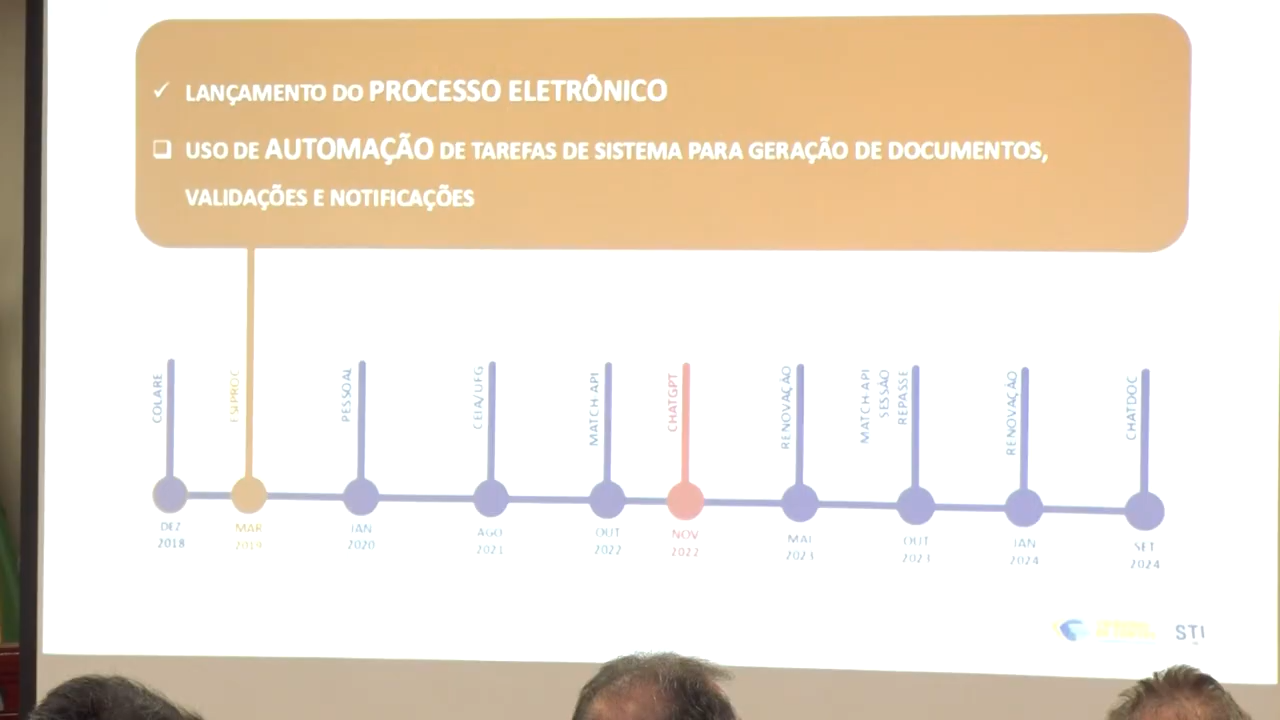 ✓ LANÇAMENTO DO PROCESSO ELETRÔNICO
❑ USO DE AUTOMAÇÃO DE TAREFAS DE SISTEMA PARA GERAÇÃO DE DOCUMENTOS,
VALIDAÇÕES E NOTIFICAÇÕES
COLARE
PESSOAL
CEIA/UFG
MATCH-API
CHATGPT
RENOVAÇÃO
MATCH-API
SESSÃO
REPASSE
RENOVAÇÃO
CHATDOC
DEZ
2018
MAR
2019
JAN
2020
AGO
2021
OUT
2022
NOV
2022
MAI
2023
OUT
2023
JAN
2024
SET
2024
STI